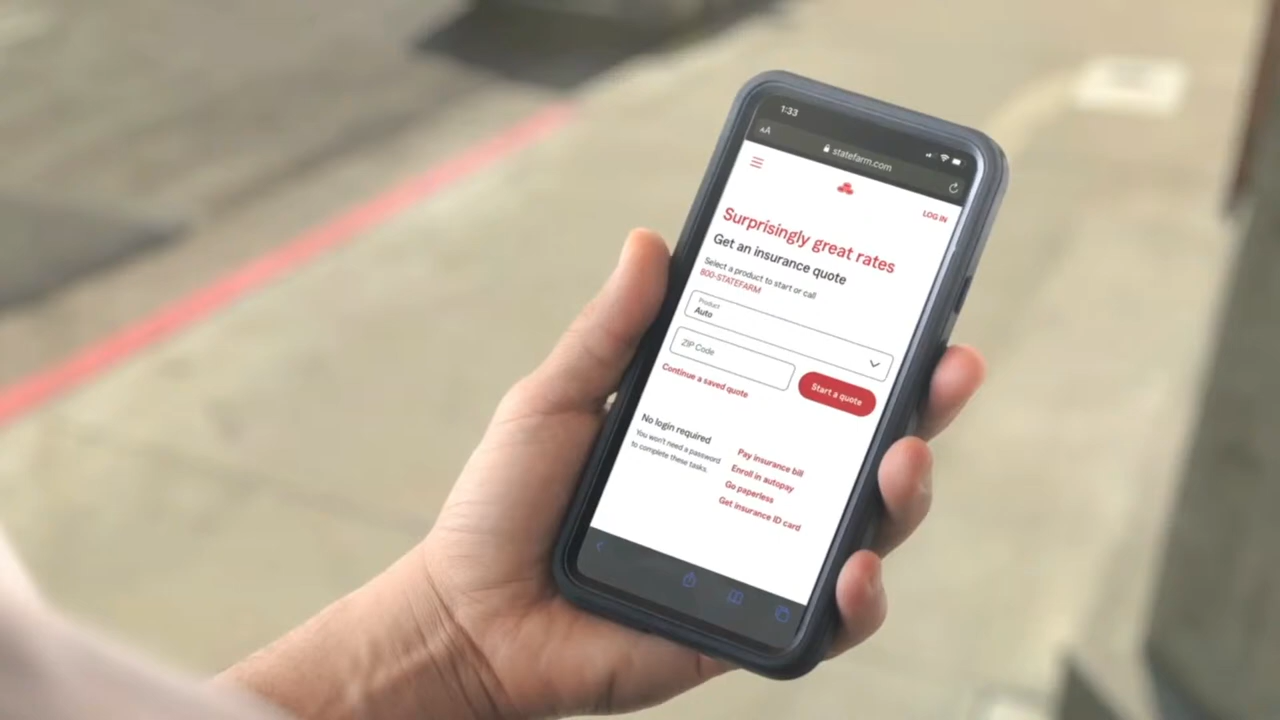 1:33
AA
statefarm.com
LOG IN
Surprisingly great rates
Get an insurance quote
Select a product to start or call
800-STATEFARM
Product
Auto
ZIP Code
Start a quote
Continue a saved quote
No login required
You won't need a password
to complete these tasks.
Pay insurance bill
Enroll in autopay
Go paperless
Get insurance ID card